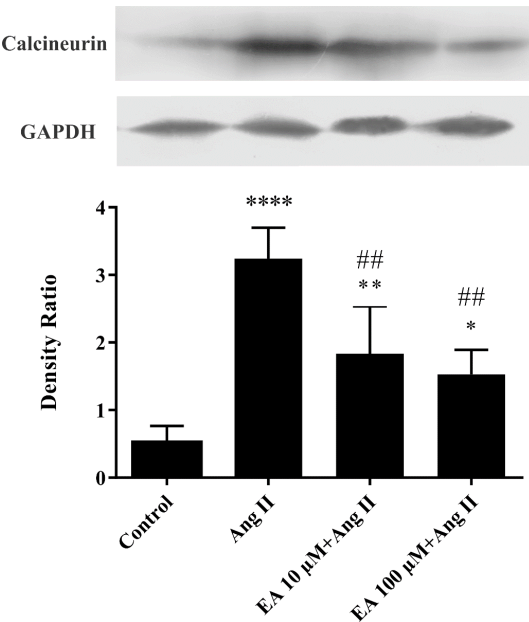 Calcineurin
GAPDH
Density Ratio
4
3
2
1
0
****
##
**
##
*
Control
Ang II
EA 10 µM+Ang II
EA 100 µM+Ang II